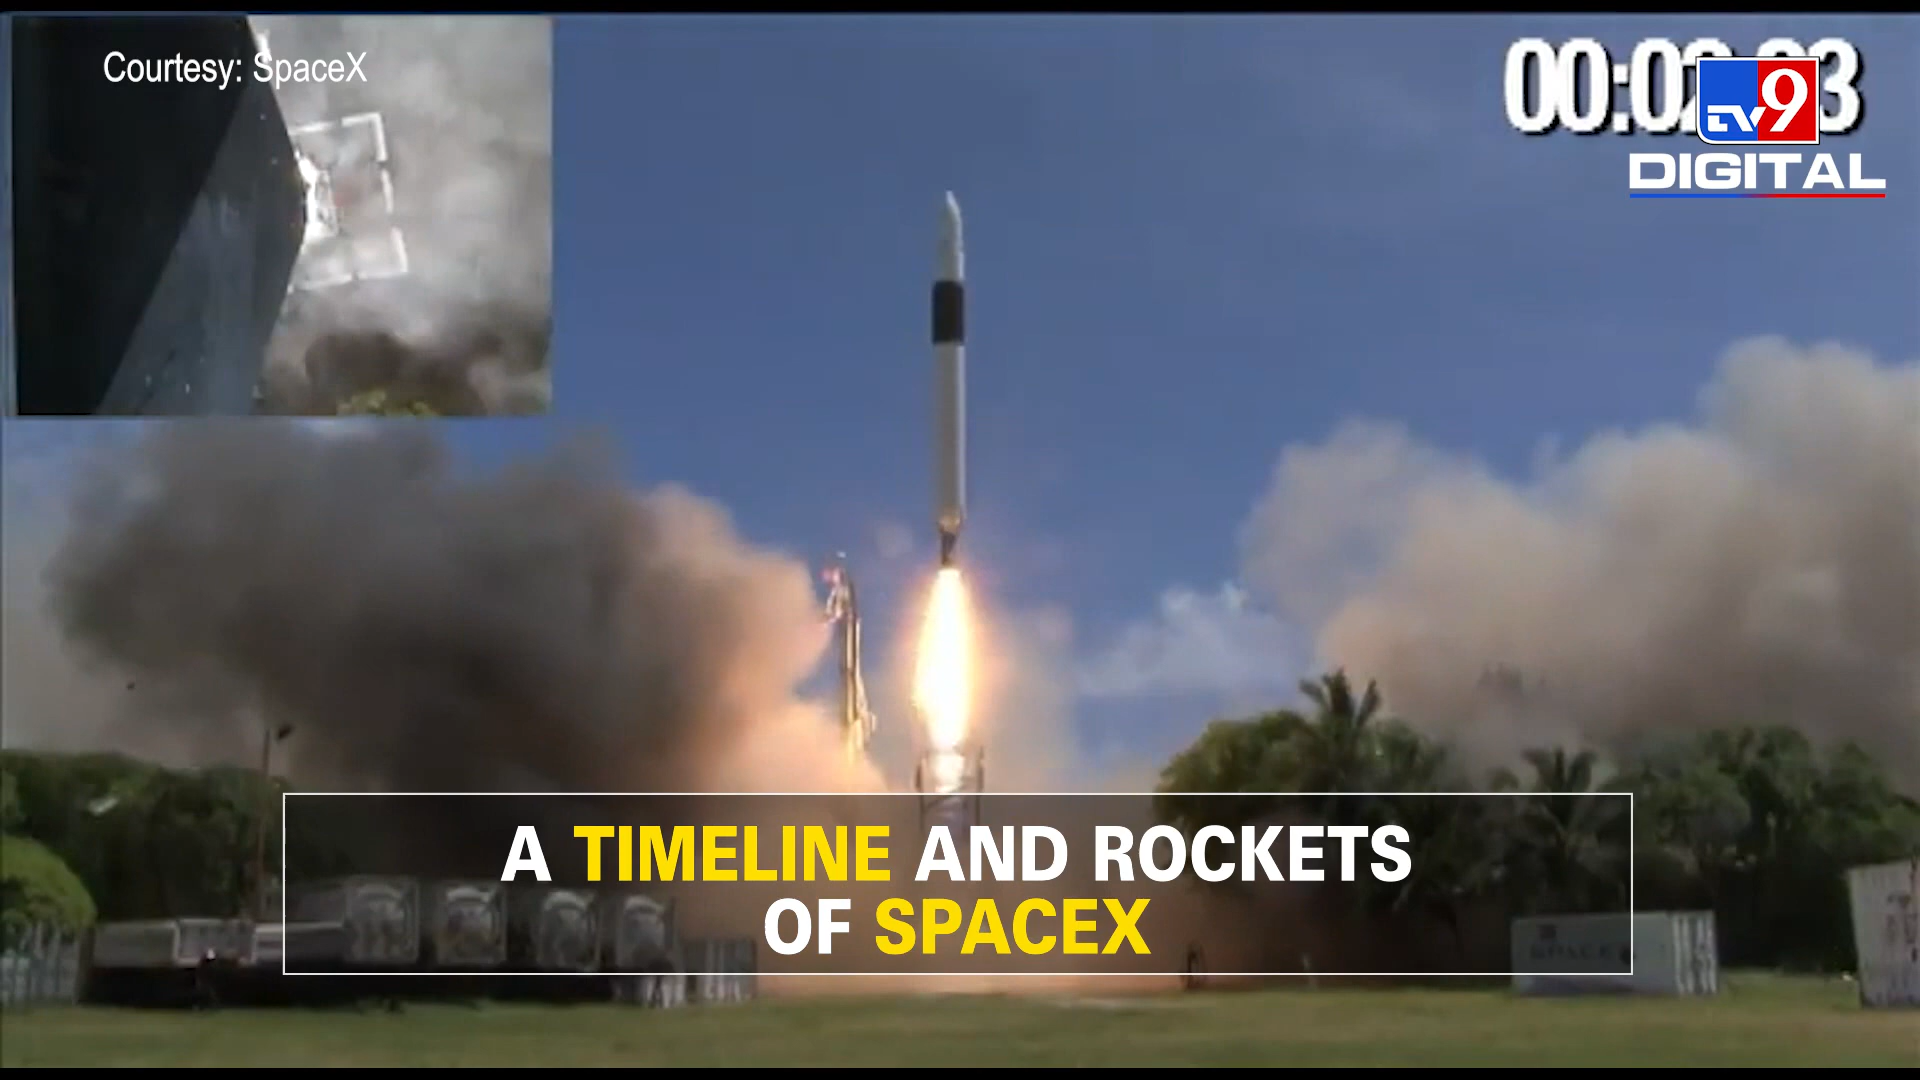 Courtesy: SpaceX
tv9
DIGITAL
A TIMELINE AND ROCKETS
OF SPACEX